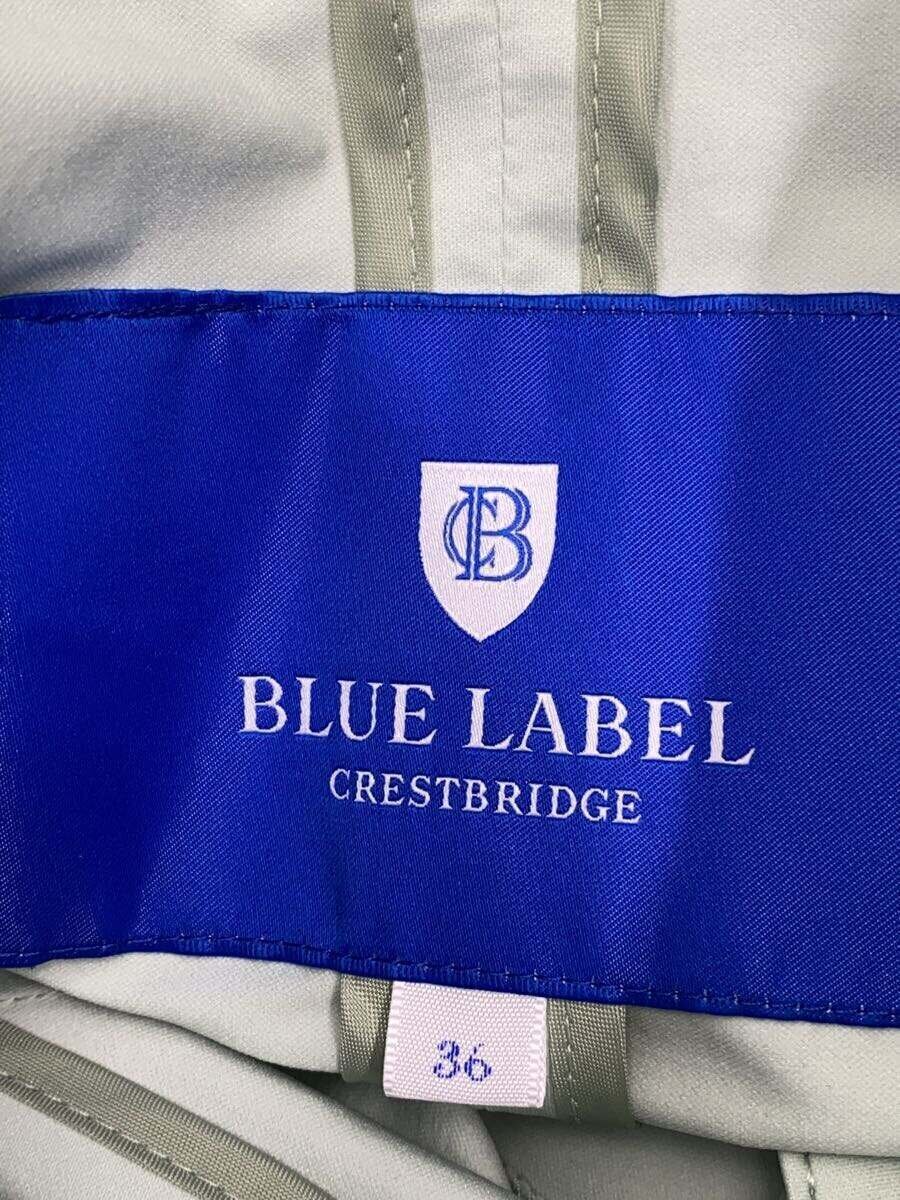 CB
BLUE LABEL
CRESTBRIDGE
36